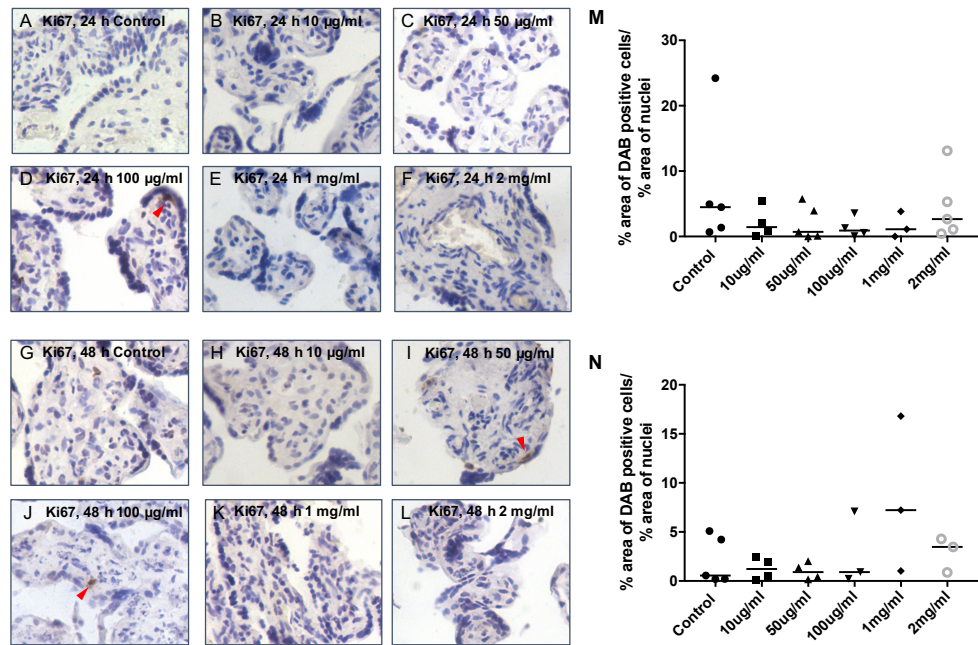 A Ki67, 24 h Control
B Ki67, 24 h 10 µg/ml
C Ki67, 24 h 50 µg/ml
D Ki67, 24 h 100 µg/ml
E Ki67, 24 h 1 mg/ml
F Ki67, 24 h 2 mg/ml
G Ki67, 48 h Control
H Ki67, 48 h 10 µg/ml
I Ki67, 48 h 50 µg/ml
J Ki67, 48 h 100 µg/ml
K Ki67, 48 h 1 mg/ml
L Ki67, 48 h 2 mg/ml
M
% area of DAB positive cells/
% area of nuclei
30
20
10
0
Control
10ug/ml
50ug/ml
100ug/ml
1mg/ml
2mg/ml
N
% area of DAB positive cells/
% area of nuclei
20
15
10
5
0
Control
10ug/ml
50ug/ml
100ug/ml
1mg/ml
2mg/ml